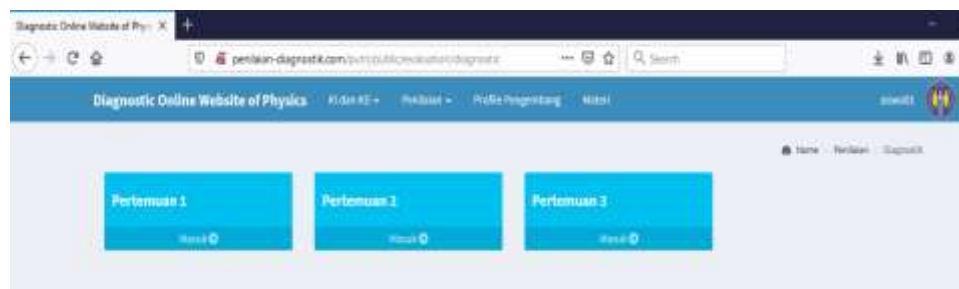 Diagnostic Online Website of Phy
penilaian-diagnostik.com
Search
Diagnostic Online Website of Physics KI dan KD Penilaian Profile Pengembang Materi
Home Penilaian Diagnostik
Pertemuan 1 Pertemuan 2 Pertemuan 3
Masuk Masuk Masuk